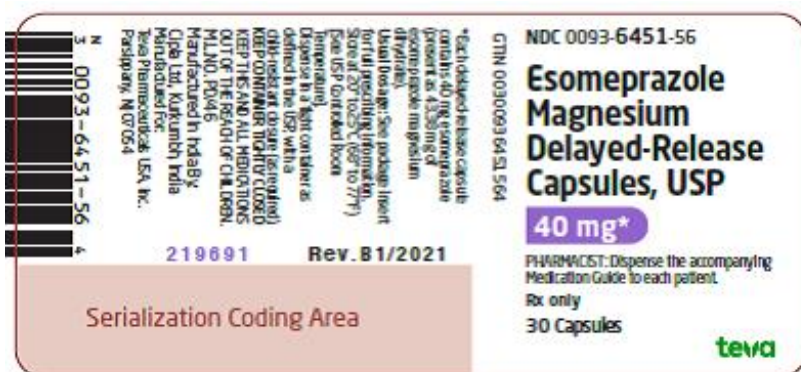 NDC 0093-6451-56
Esomeprazole
Magnesium
Delayed-Release
Capsules, USP
40 mg*
PHARMACIST: Dispense the accompanying
Medication Guide to each patient.
Rx only
30 Capsules
teva
GTIN 00300936451564
*Each delayed-release capsule
contains 40 mg esomeprazole
(present as 43.38 mg of
esomeprazole magnesium
dihydrate).
Usual Dosage: See package insert
for full prescribing information.
Store at 20° to 25°C (68° to 77°F)
[See USP Controlled Room
Temperature].
Dispense in a tight container as
defined in the USP, with a
child-resistant closure (as required).
KEEP CONTAINER TIGHTLY CLOSED
KEEP THIS AND ALL MEDICATIONS
OUT OF THE REACH OF CHILDREN.
M.L.NO.
Manufactured In India By:
Cipla Ltd., Kurkumbh, India
Manufactured For:
Teva Pharmaceuticals USA, Inc.
Parsippany, NJ 07054
N
3 0093-6451-56 4
219691 Rev. B 1/2021
Serialization Coding Area